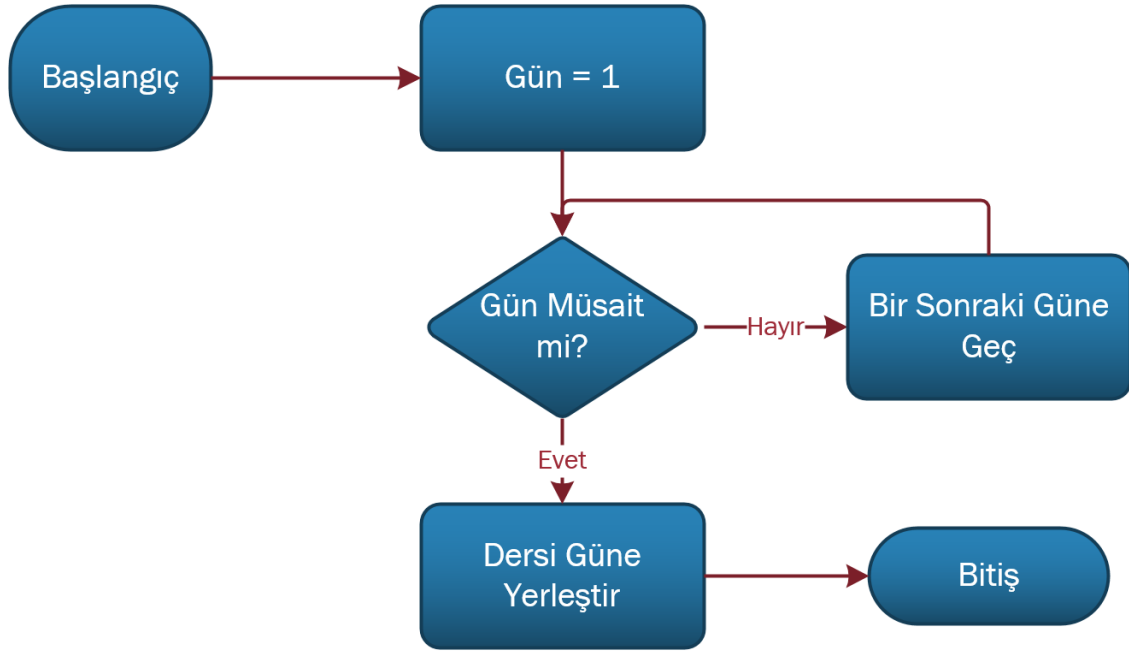 Başlangıç
Gün = 1
Gün Müsait
mi?
Hayır
Bir Sonraki Güne
Geç
Evet
Dersi Güne
Yerleştir
Bitiş